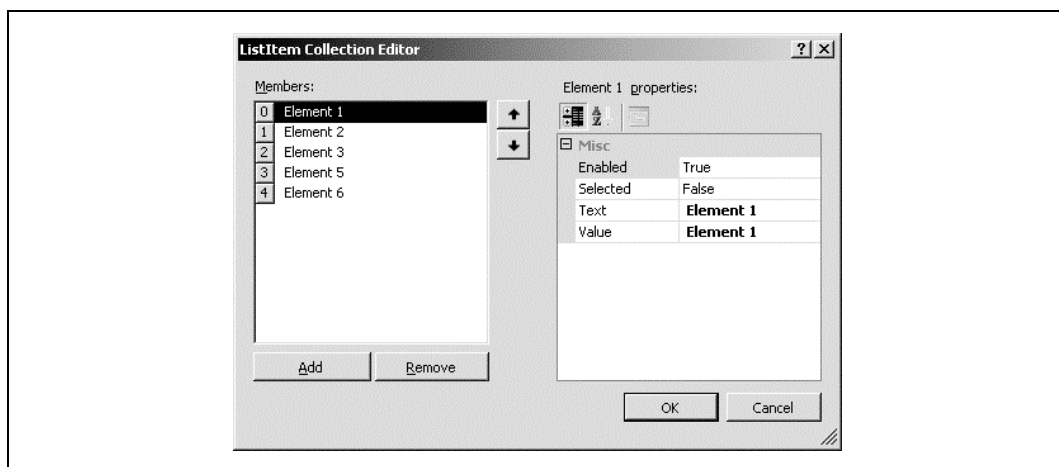 ListItem Collection Editor
? ×
Members:
0 Element 1
1 Element 2
2 Element 3
3 Element 5
4 Element 6
Add
Remove
Element 1 properties:
A
Z
Misc
Enabled True
Selected False
Text Element 1
Value Element 1
OK
Cancel